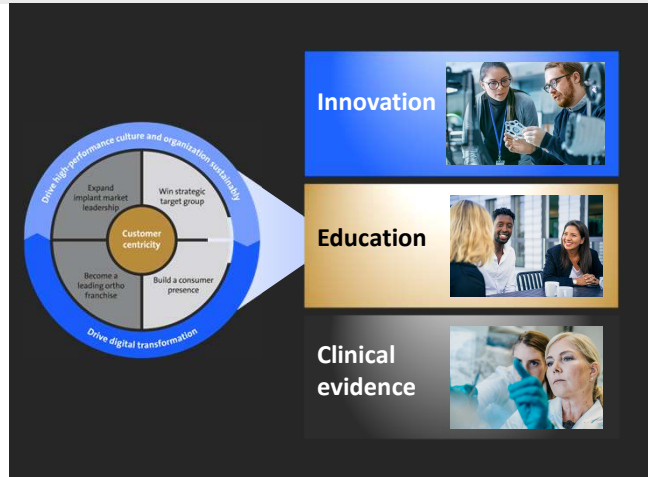 Drive high-performance culture and organization sustainably
Expand
implant market
leadership
Win strategic
target group
Customer
centricity
Become a
leading ortho
franchise
Build a consumer
presence
Drive digital transformation
Innovation
Education
Clinical
evidence